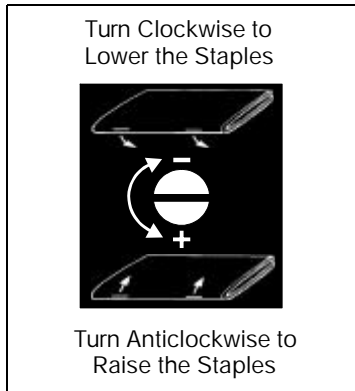 Turn Clockwise to
Lower the Staples
−
+
Turn Anticlockwise to
Raise the Staples